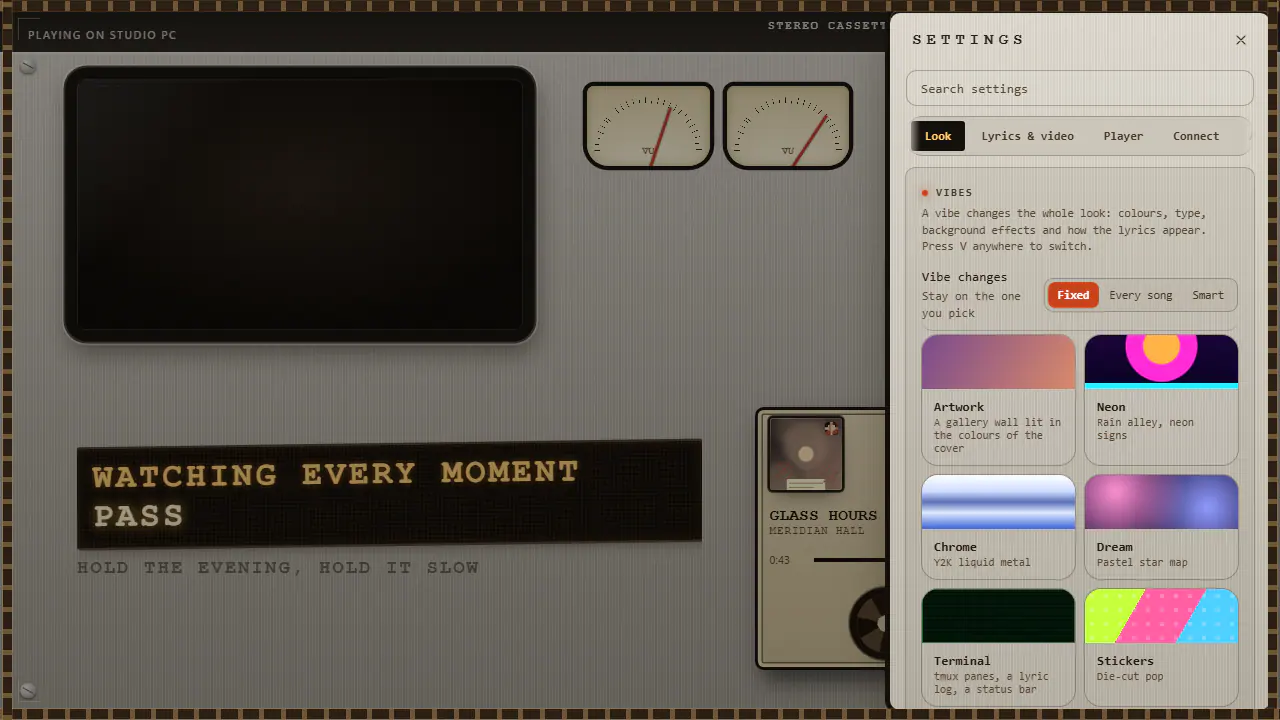 PLAYING ON STUDIO PC
STEREO CASSETT
VU
VU
WATCHING EVERY MOMENT
PASS
HOLD THE EVENING, HOLD IT SLOW
GLASS HOURS
MERIDIAN HALL
0:43
SETTINGS
Search settings
Look
Lyrics & video
Player
Connect
VIBES
A vibe changes the whole look: colours, type,
background effects and how the lyrics appear.
Press V anywhere to switch.
Vibe changes
Stay on the one
you pick
Fixed
Every song
Smart
Artwork
A gallery wall lit in
the colours of the
cover
Neon
Rain alley, neon
signs
Chrome
Y2K liquid metal
Dream
Pastel star map
Terminal
tmux panes, a lyric
log, a status bar
Stickers
Die-cut pop